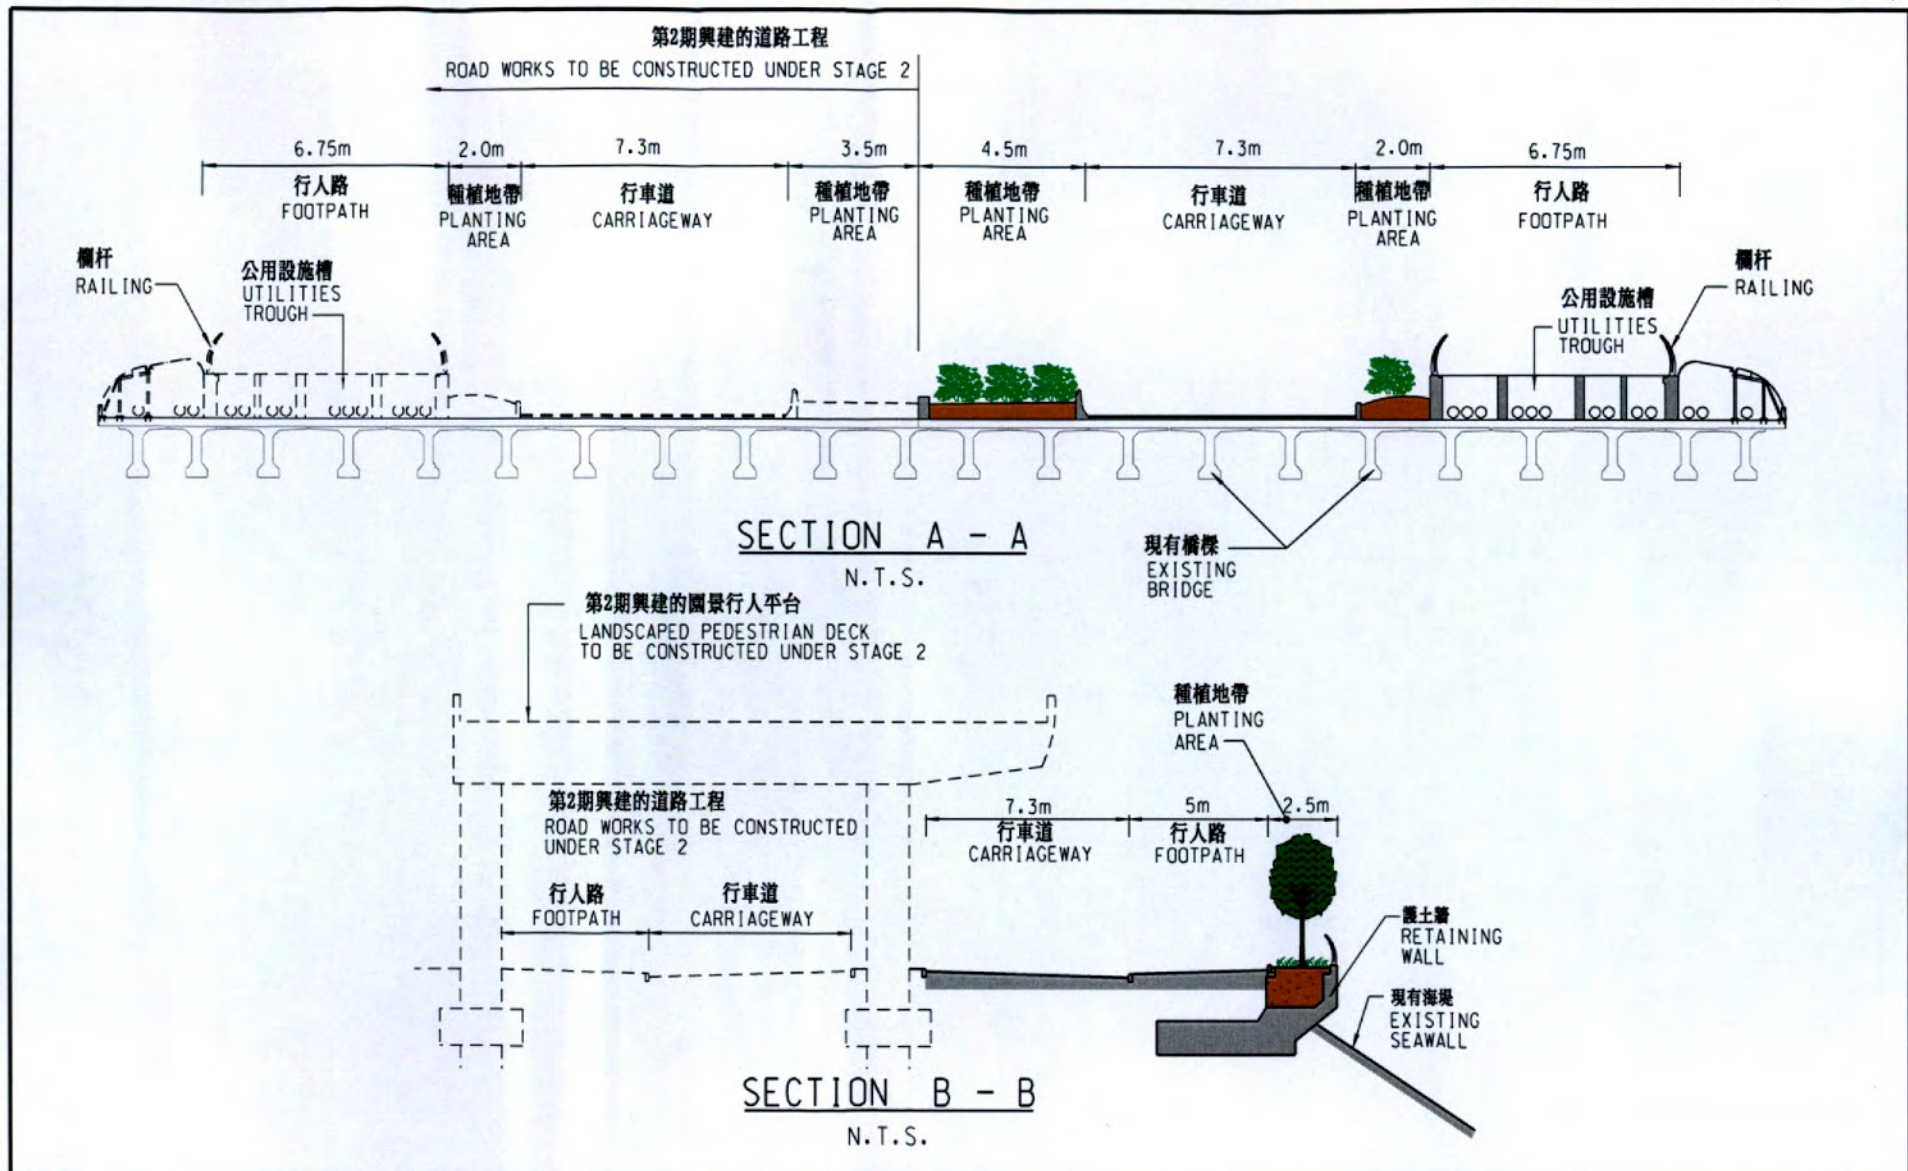 第2期興建的道路工程
ROAD WORKS TO BE CONSTRUCTED UNDER STAGE 2
6.75m
2.0m
7.3m
3.5m
4.5m
7.3m
2.0m
6.75m
行人路
FOOTPATH
種植地帶
PLANTING
AREA
行車道
CARRIAGEWAY
種植地帶
PLANTING
AREA
種植地帶
PLANTING
AREA
行車道
CARRIAGEWAY
種植地帶
PLANTING
AREA
行人路
FOOTPATH
欄杆
RAILING
公用設施槽
UTILITIES
TROUGH
公用設施槽
UTILITIES
TROUGH
欄杆
RAILING
SECTION A - A
N.T.S.
現有橋樑
EXISTING
BRIDGE
第2期興建的園景行人平台
LANDSCAPED PEDESTRIAN DECK
TO BE CONSTRUCTED UNDER STAGE 2
種植地帶
PLANTING
AREA
第2期興建的道路工程
ROAD WORKS TO BE CONSTRUCTED
UNDER STAGE 2
7.3m
5m
2.5m
行車道
CARRIAGEWAY
行人路
FOOTPATH
行人路
FOOTPATH
行車道
CARRIAGEWAY
護土牆
RETAINING
WALL
現有海堤
EXISTING
SEAWALL
SECTION B - B
N.T.S.